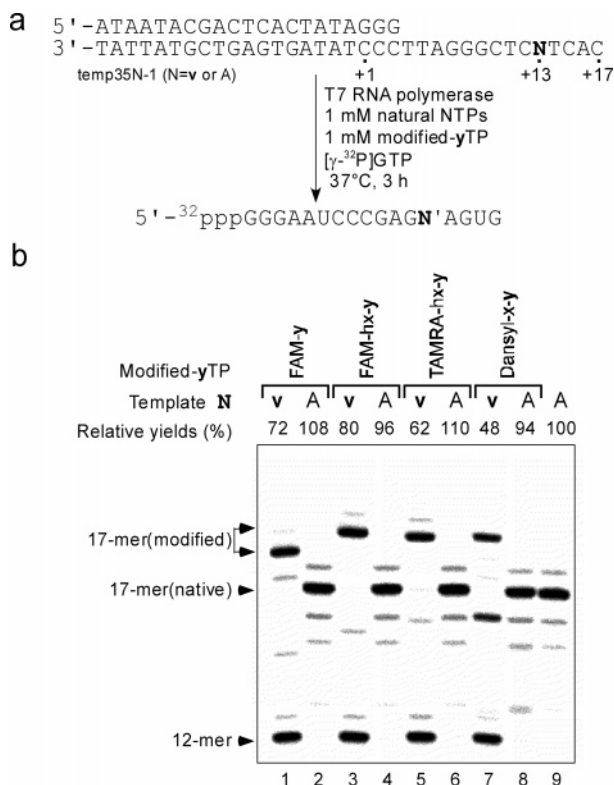 a
5'-ATAATACGACTCACTATAGGG
3'-TATTATGCTGAGTGATATCCCTTAGGGCTCNTCAC
temp35N-1 (N=v or A) +1 +13 +17
T7 RNA polymerase
1 mM natural NTPs
1 mM modified-yTP
[γ-³²P]GTP
37°C, 3 h
5'-³²pppGGGAAUCCCGAGN'AGUG
b
FAM-y FAM-hx-y TAMRA-hx-y Dansyl-x-y
Modified-yTP
Template N v A v A v A v A A
Relative yields (%) 72 108 80 96 62 110 48 94 100
17-mer(modified)
17-mer(native)
12-mer
1 2 3 4 5 6 7 8 9